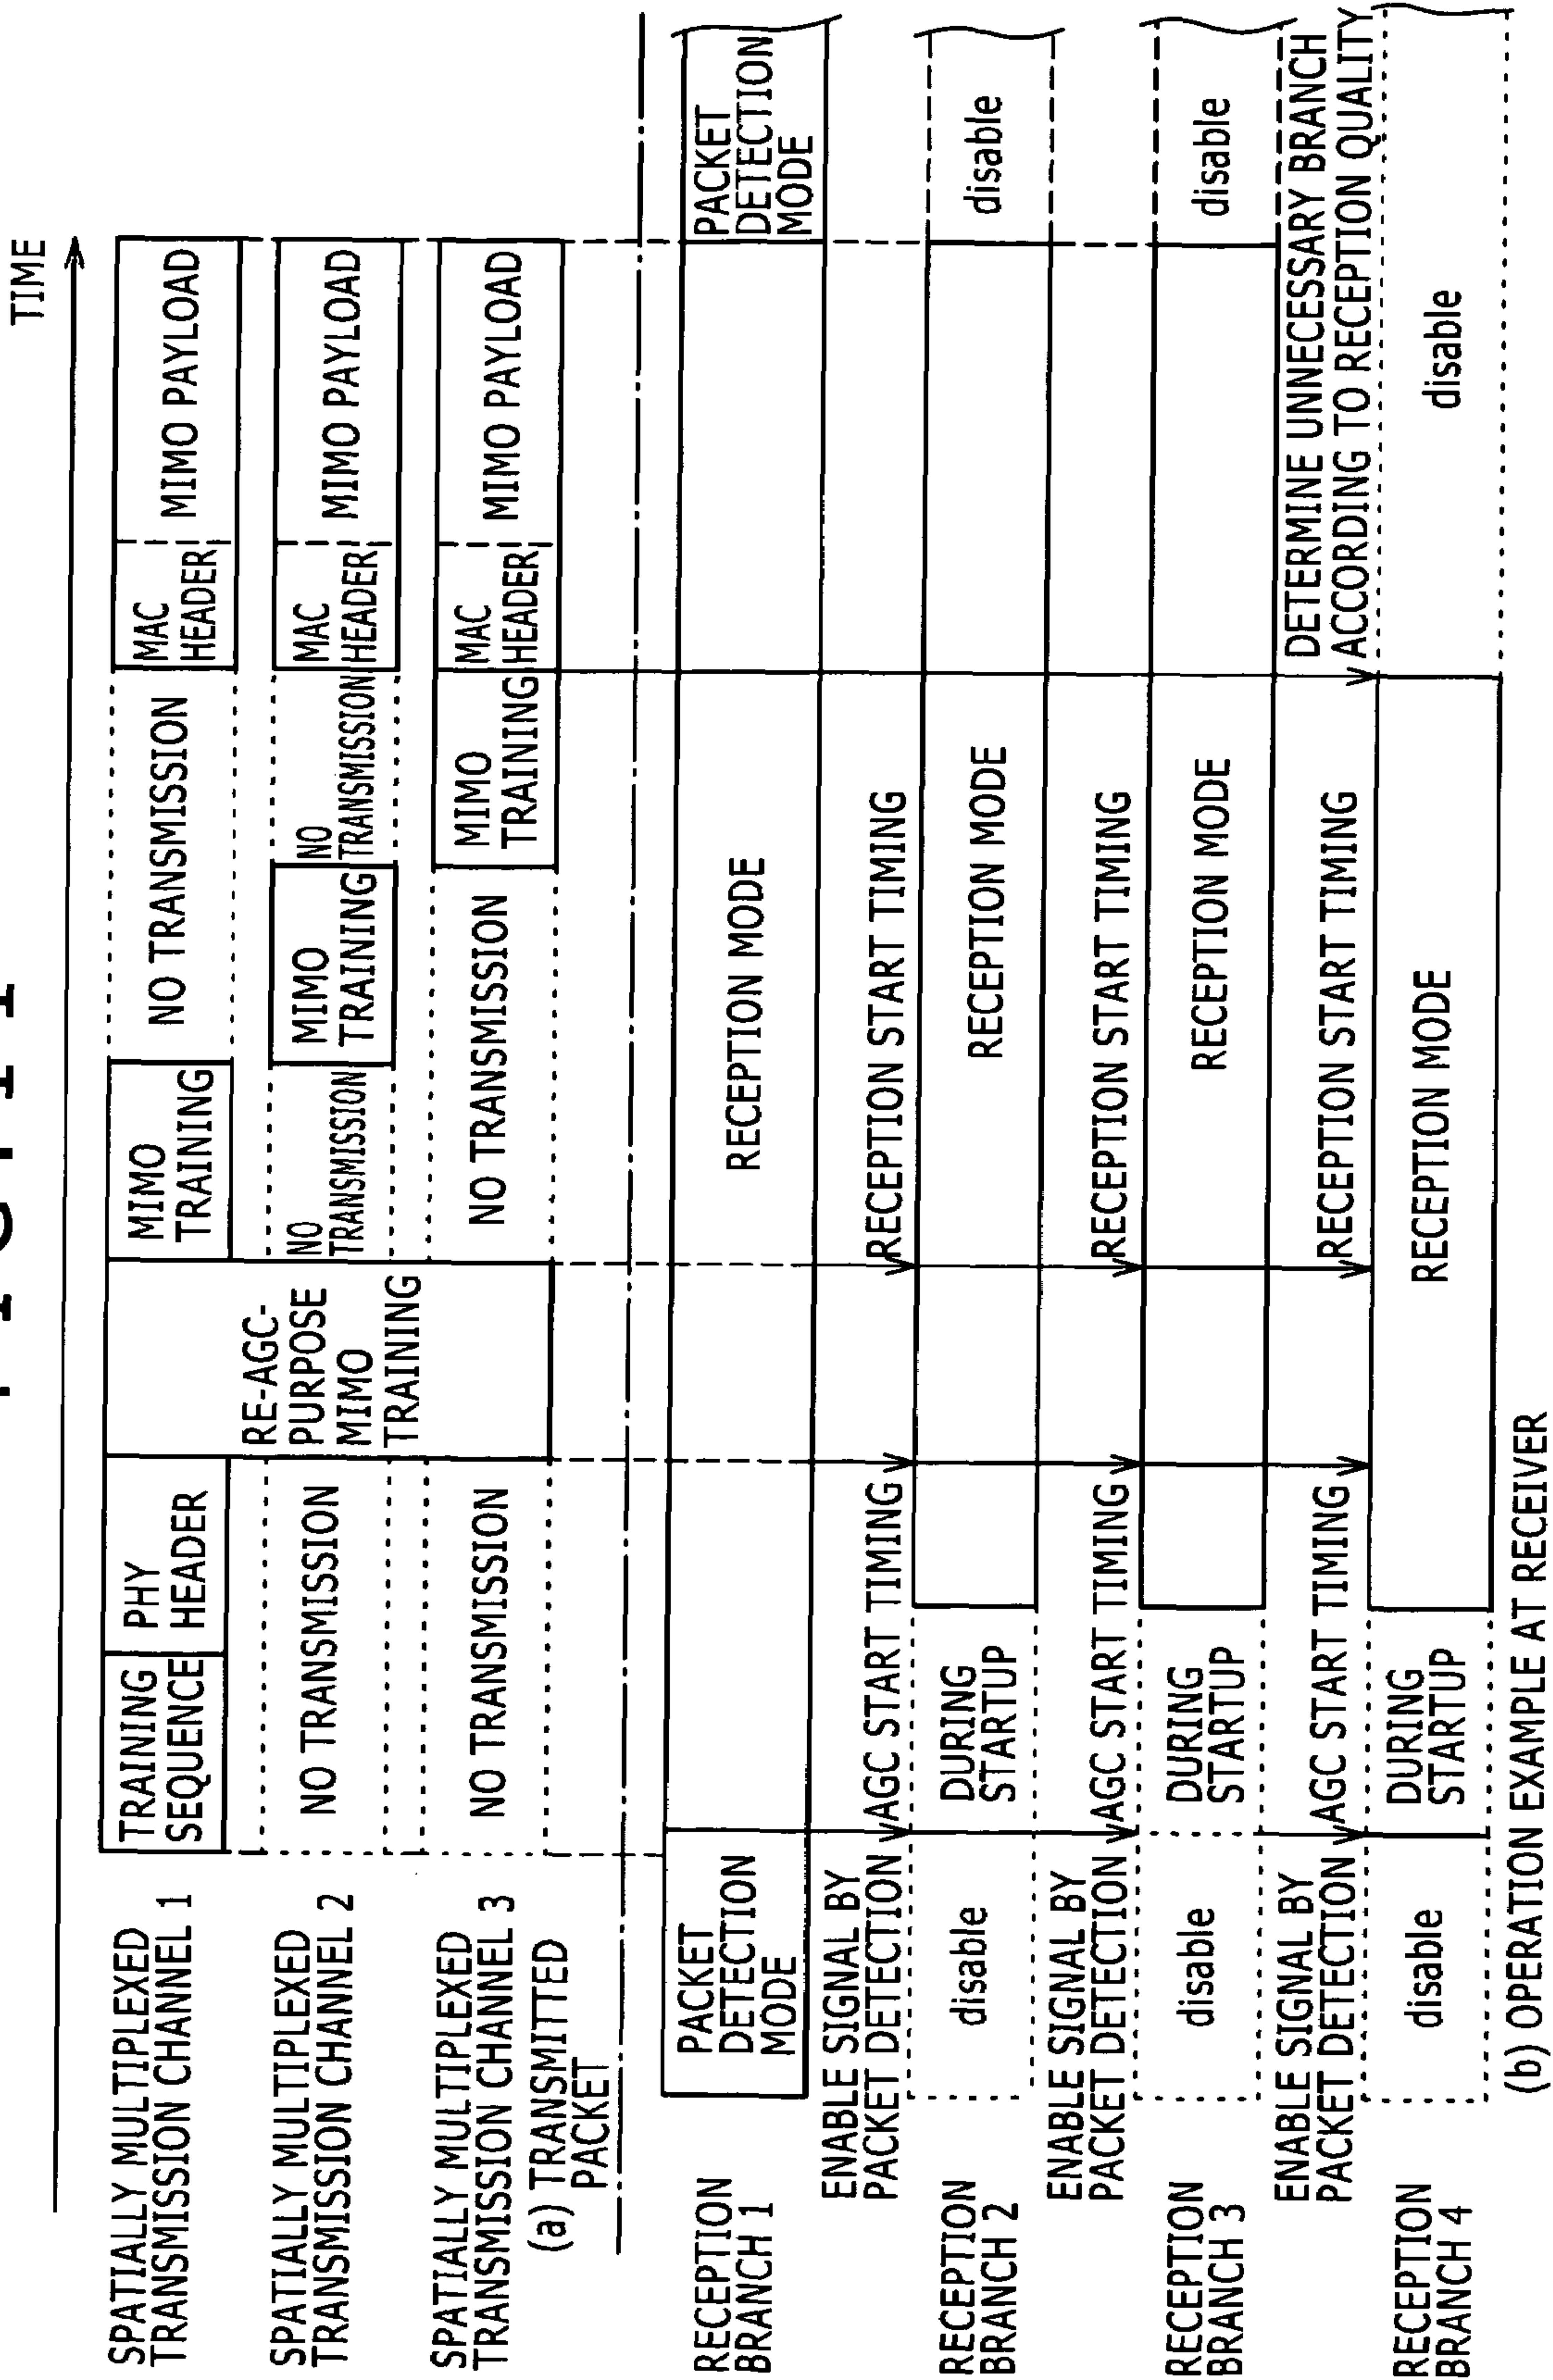 TIME
SPATIALLY MULTIPLEXED
TRANSMISSION CHANNEL 1
TRAINING
SEQUENCE
PHY
HEADER
RE-AGC-
PURPOSE
MIMO
TRAINING
MIMO
TRAINING
NO TRANSMISSION
MAC
HEADER
MIMO PAYLOAD
SPATIALLY MULTIPLEXED
TRANSMISSION CHANNEL 2
NO TRANSMISSION
NO
TRANSMISSION
MIMO
TRAINING
NO
TRANSMISSION
MAC
HEADER
MIMO PAYLOAD
SPATIALLY MULTIPLEXED
TRANSMISSION CHANNEL 3
NO TRANSMISSION
NO TRANSMISSION
MIMO
TRAINING
MAC
HEADER
MIMO PAYLOAD
(a) TRANSMITTED
PACKET
RECEPTION
BRANCH 1
PACKET
DETECTION
MODE
RECEPTION MODE
PACKET
DETECTION
MODE
ENABLE SIGNAL BY
PACKET DETECTION
AGC START TIMING
RECEPTION START TIMING
RECEPTION
BRANCH 2
disable
DURING
STARTUP
RECEPTION MODE
disable
ENABLE SIGNAL BY
PACKET DETECTION
AGC START TIMING
RECEPTION START TIMING
RECEPTION
BRANCH 3
disable
DURING
STARTUP
RECEPTION MODE
disable
ENABLE SIGNAL BY
PACKET DETECTION
AGC START TIMING
RECEPTION START TIMING
DETERMINE UNNECESSARY BRANCH
ACCORDING TO RECEPTION QUALITY
RECEPTION
BRANCH 4
disable
DURING
STARTUP
RECEPTION MODE
disable
(b) OPERATION EXAMPLE AT RECEIVER